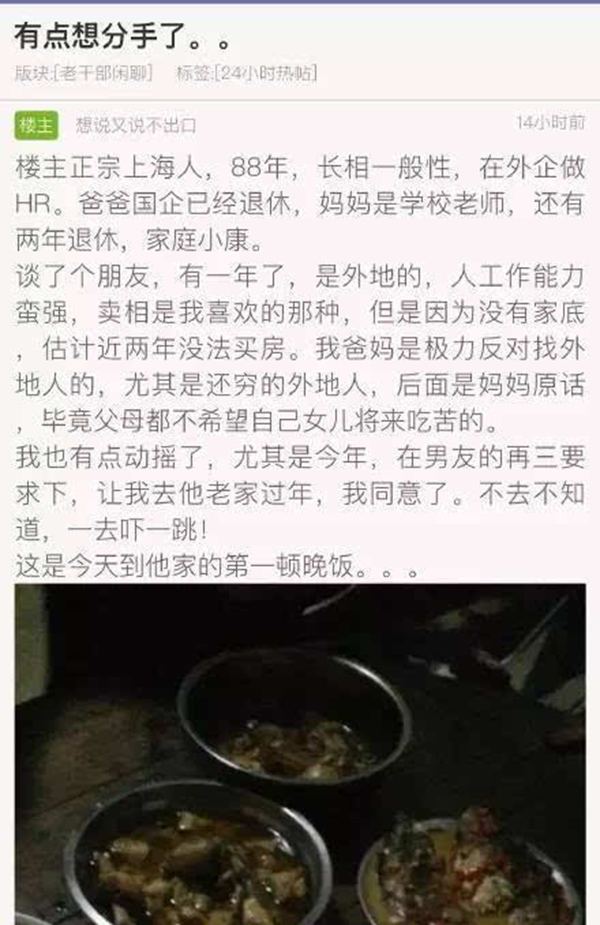 有点想分手了。。
版块:[老干部闲聊] 标签:[24小时热帖]
楼主 想说又说不出口 14小时前
楼主正宗上海人，88年，长相一般性，在外企做
HR。爸爸国企已经退休，妈妈是学校老师，还有
两年退休，家庭小康。
谈了个朋友，有一年了，是外地的，人工作能力
蛮强，卖相是我喜欢的那种，但是因为没有家底
，估计近两年没法买房。我爸妈是极力反对找外
地人的，尤其是还穷的外地人，后面是妈妈原话
，毕竟父母都不希望自己女儿将来吃苦的。
我也有点动摇了，尤其是今年，在男友的再三要
求下，让我去他老家过年，我同意了。不去不知
道，一去吓一跳！
这是今天到他家的第一顿晚饭。。。